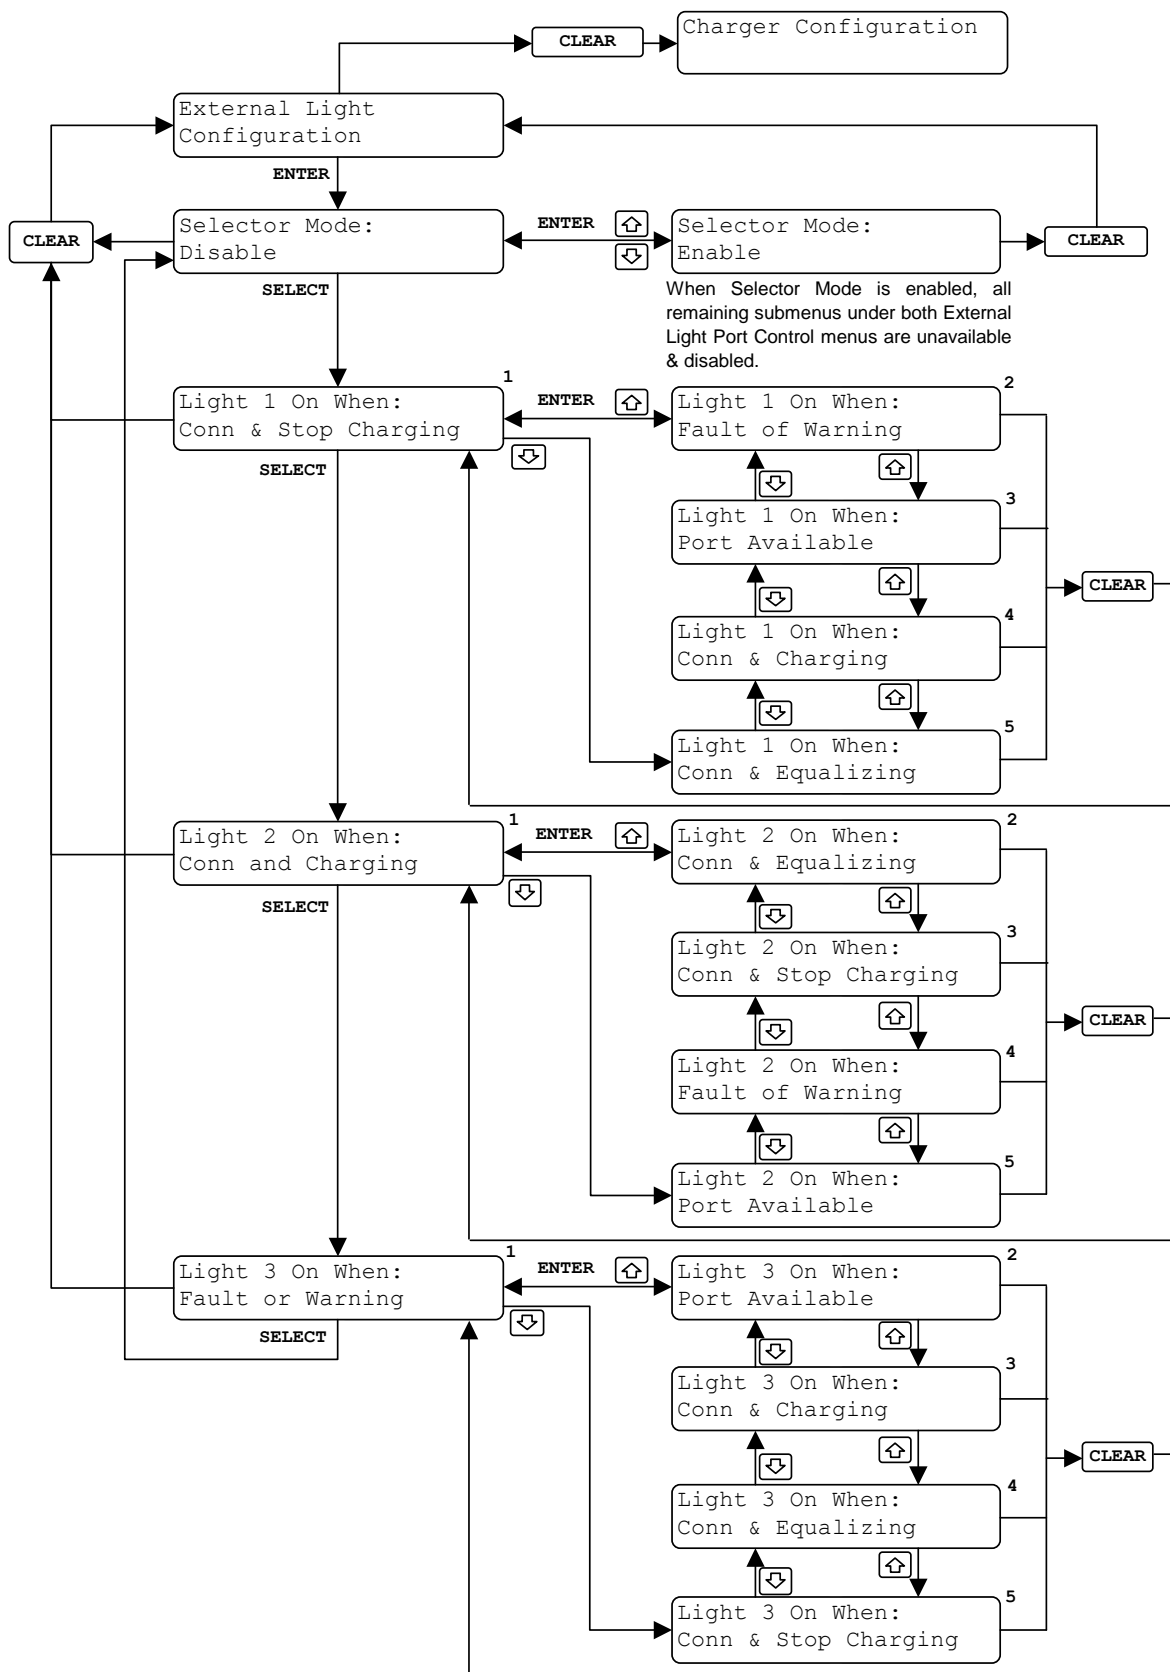 CLEAR
Charger Configuration
External Light
Configuration
ENTER
CLEAR
Selector Mode:
Disable
ENTER
Selector Mode:
Enable
CLEAR
SELECT
When Selector Mode is enabled, all
remaining submenus under both External
Light Port Control menus are unavailable
& disabled.
1
Light 1 On When:
Conn & Stop Charging
ENTER
2
Light 1 On When:
Fault of Warning
SELECT
3
Light 1 On When:
Port Available
CLEAR
4
Light 1 On When:
Conn & Charging
5
Light 1 On When:
Conn & Equalizing
1
Light 2 On When:
Conn and Charging
ENTER
2
Light 2 On When:
Conn & Equalizing
SELECT
3
Light 2 On When:
Conn & Stop Charging
CLEAR
4
Light 2 On When:
Fault of Warning
5
Light 2 On When:
Port Available
1
Light 3 On When:
Fault or Warning
ENTER
2
Light 3 On When:
Port Available
SELECT
3
Light 3 On When:
Conn & Charging
CLEAR
4
Light 3 On When:
Conn & Equalizing
5
Light 3 On When:
Conn & Stop Charging